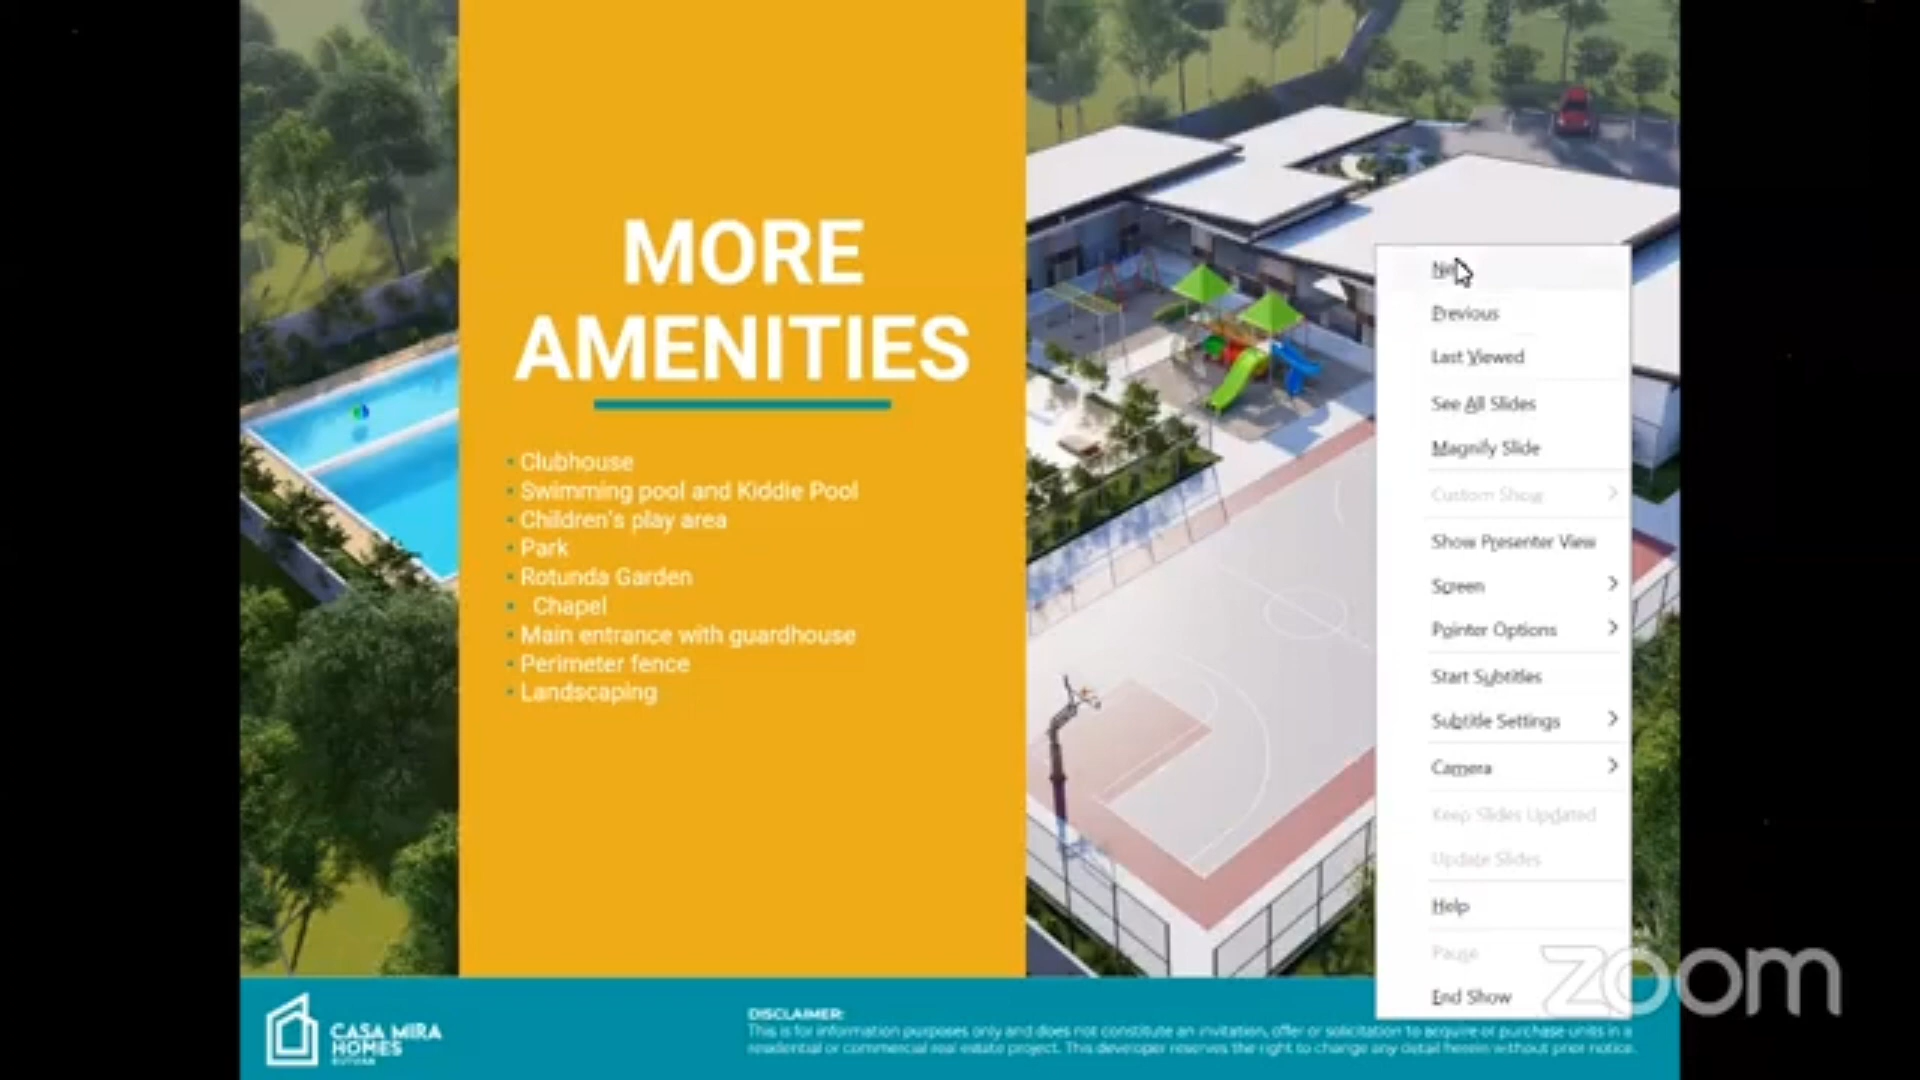 MORE
AMENITIES
• Clubhouse
• Swimming pool and Kiddie Pool
• Children's play area
• Park
• Rotunda Garden
• Chapel
• Main entrance with guardhouse
• Perimeter fence
• Landscaping
Previous
Last Viewed
See All Slides
Magnify Slide
Custom Show
Show Presenter View
Screen
Pointer Options
Start Subtitles
Subtitle Settings
Camera
Keep Slides Updated
Update Slides
Help
Pause
End Show
zoom
CASA MIRA
HOMES
BUTUAN
DISCLAIMER:
This is for information purposes only and does not constitute an invitation, offer or solicitation to acquire or purchase units in a
residential or commercial real estate project. This developer reserves the right to change any detail herein without prior notice.